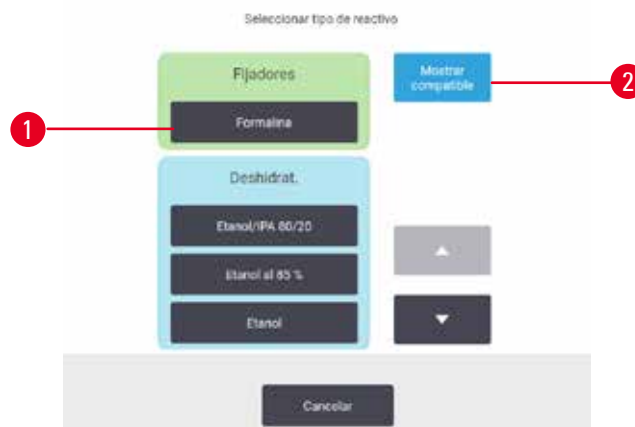 Seleccionar tipo de reactivo
Fijadores
Mostrar
compatible
2
1
Formalina
Deshidrat.
Etanol/IPA 80/20
Etanol al 85 %
Etanol
Cancelar